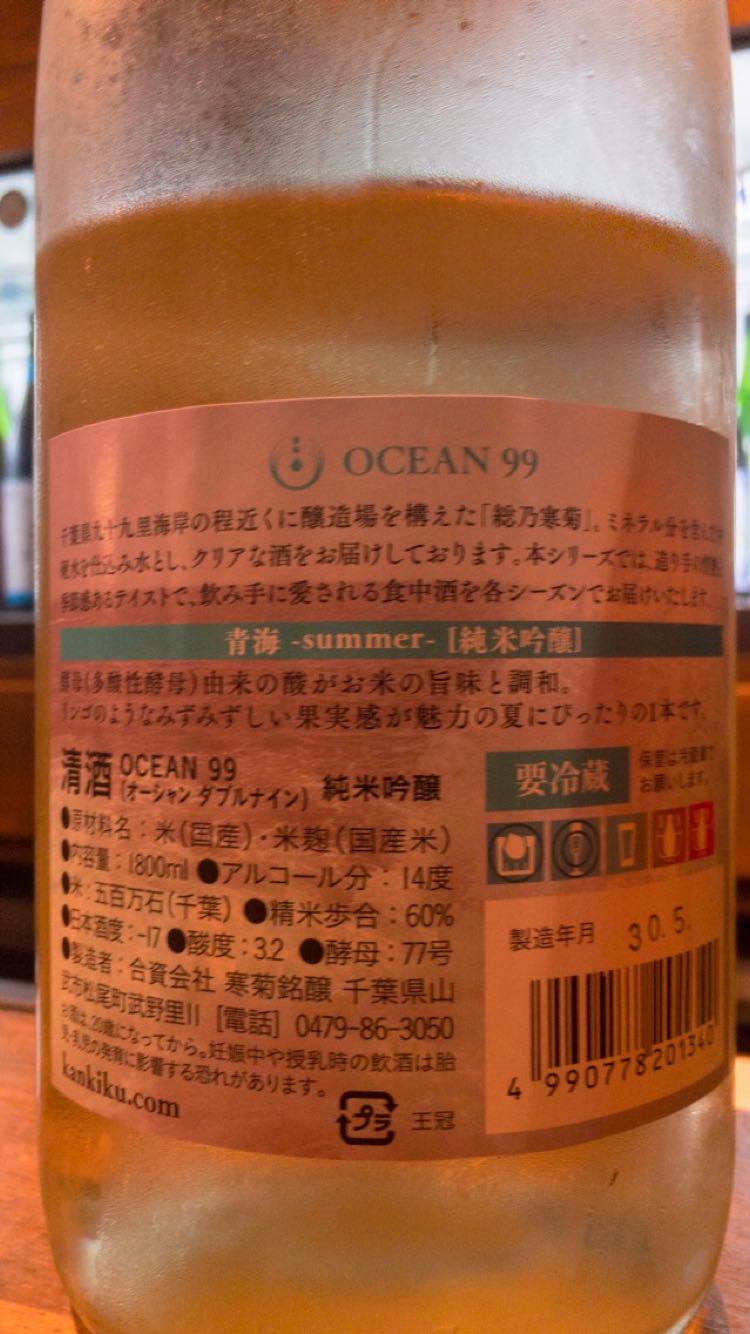 OCEAN 99
千葉県九十九里海岸の程近くに醸造場を構えた「総乃寒菊」。ミネラル分を含んだ
硬水を仕込み水とし、クリアな酒をお届けしております。本シリーズでは、造り手の
季節感あるテイストで、飲み手に愛される食中酒を各シーズンでお届けいたします。
青海 -summer- [純米吟醸]
酵母(多酸性酵母)由来の酸がお米の旨味と調和。
リンゴのようなみずみずしい果実感が魅力の夏にぴったりの1本です。
清酒 OCEAN 99 (オーシャン ダブルナイン) 純米吟醸
●原材料名:米(国産)・米麹(国産米)
●内容量:1800ml ●アルコール分:14度
●米:五百万石(千葉) ●精米歩合:60%
●日本酒度:-17 ●酸度:3.2 ●酵母:77号
●製造者:合資会社 寒菊銘醸 千葉県山
武市松尾町武野里11 [電話] 0479-86-3050
お酒は、20歳になってから。妊娠中や授乳時の飲酒は胎
児・乳児の発育に影響する恐れがあります。
kankiku.com
プラ 王冠
要冷蔵
保管は冷蔵庫で
お願いします。
製造年月 30.5.
4 990778 201340